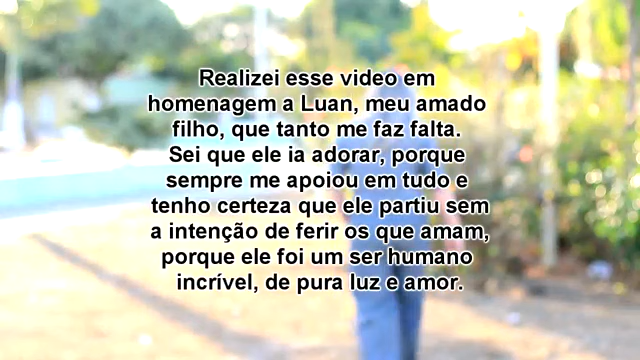 Realizei esse video em
homenagem a Luan, meu amado
filho, que tanto me faz falta.
Sei que ele ia adorar, porque
sempre me apoiou em tudo e
tenho certeza que ele partiu sem
a intenção de ferir os que amam,
porque ele foi um ser humano
incrível, de pura luz e amor.